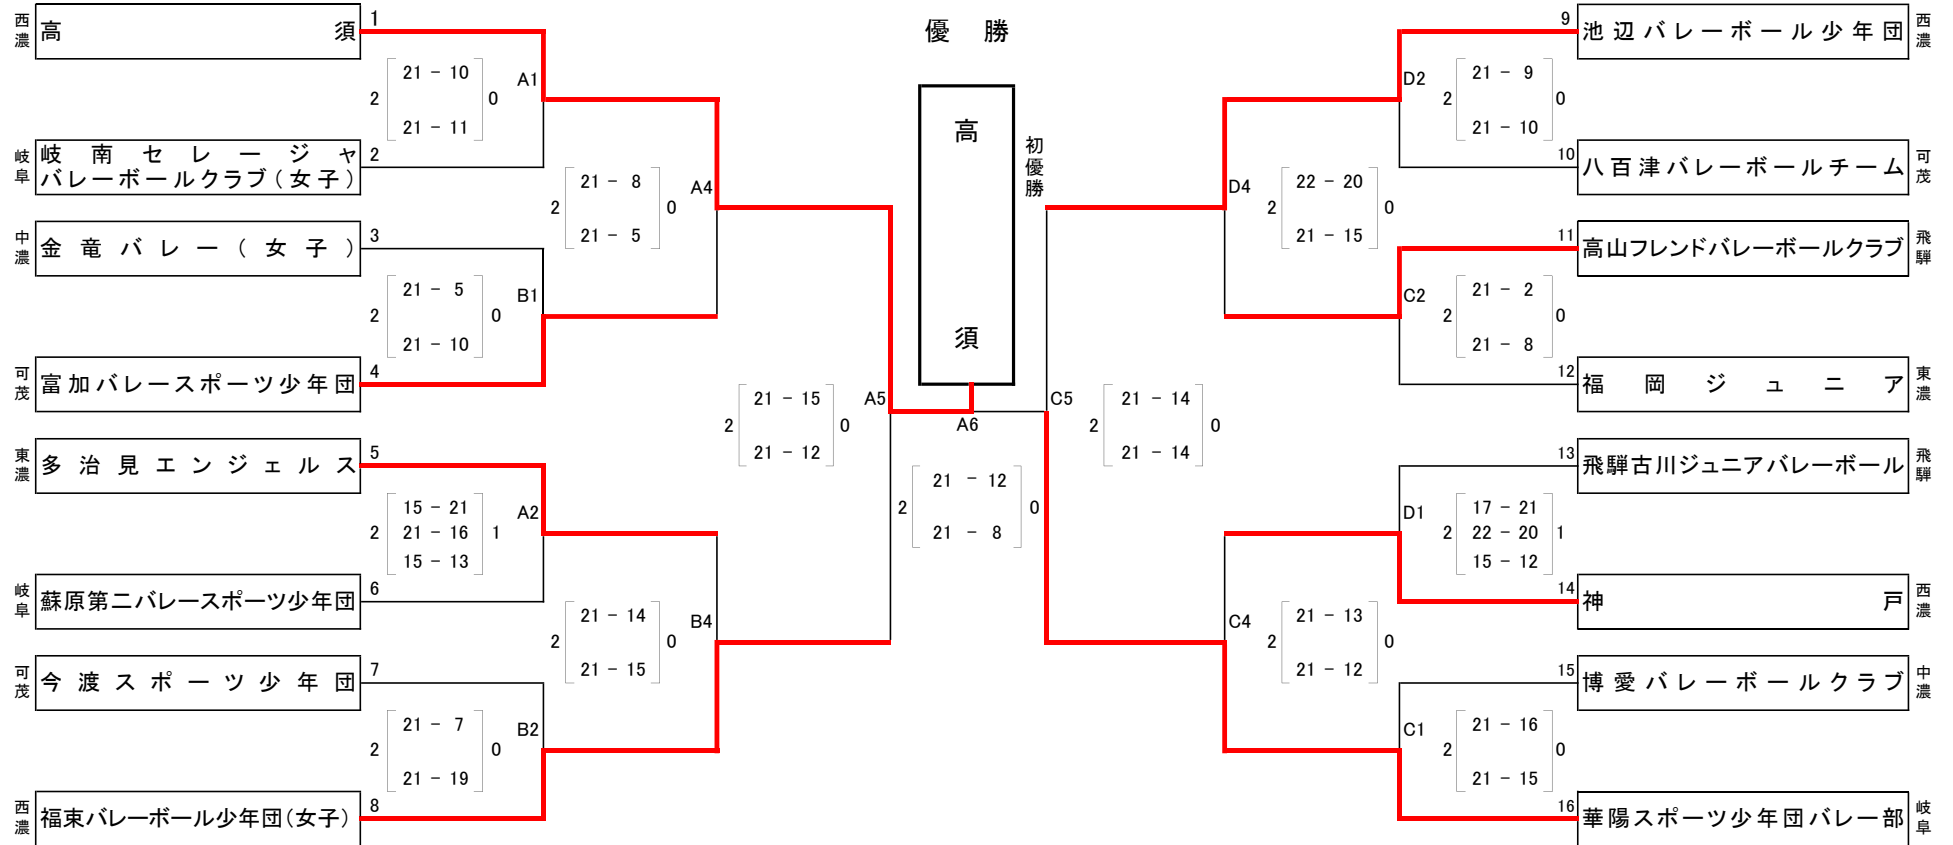 優勝
高須
初優勝
西濃
高須
1
岐阜
岐南セレージャ
バレーボールクラブ(女子)
2
2
21 - 10
21 - 11
0
A1
中濃
金竜バレー(女子)
3
可茂
富加バレースポーツ少年団
4
2
21 - 5
21 - 10
0
B1
2
21 - 8
21 - 5
0
A4
東濃
多治見エンジェルス
5
岐阜
蘇原第二バレースポーツ少年団
6
2
15 - 21
21 - 16
15 - 13
1
A2
可茂
今渡スポーツ少年団
7
西濃
福束バレーボール少年団(女子)
8
2
21 - 7
21 - 19
0
B2
2
21 - 14
21 - 15
0
B4
2
21 - 15
21 - 12
0
A5
A6
2
21 - 12
21 - 8
0
C5
2
21 - 14
21 - 14
0
9
池辺バレーボール少年団
西濃
10
八百津バレーボールチーム
可茂
D2
2
21 - 9
21 - 10
0
11
高山フレンドバレーボールクラブ
飛騨
12
福岡ジュニア
東濃
C2
2
21 - 2
21 - 8
0
D4
2
22 - 20
21 - 15
0
13
飛騨古川ジュニアバレーボール
飛騨
14
神戸
西濃
D1
2
17 - 21
22 - 20
15 - 12
1
15
博愛バレーボールクラブ
中濃
16
華陽スポーツ少年団バレー部
岐阜
C1
2
21 - 16
21 - 15
0
C4
2
21 - 13
21 - 12
0